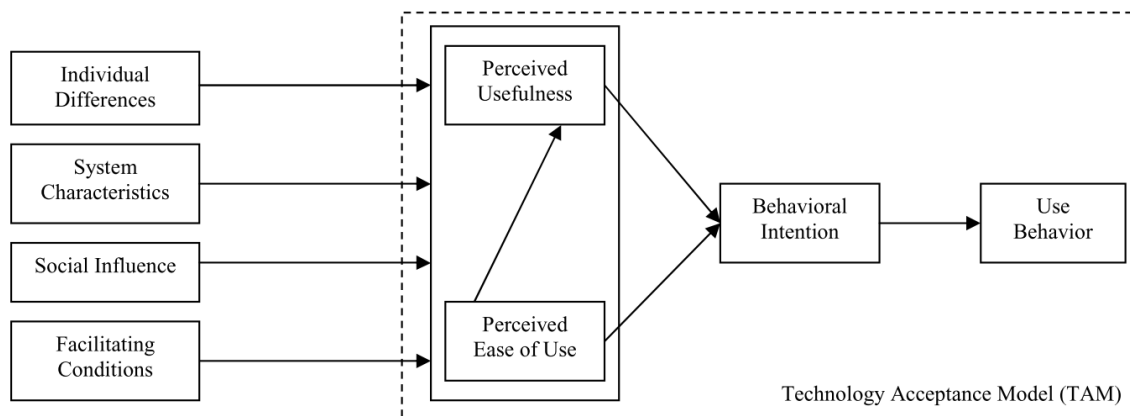 Individual
Differences
System
Characteristics
Social Influence
Facilitating
Conditions
Perceived
Usefulness
Perceived
Ease of Use
Behavioral
Intention
Use
Behavior
Technology Acceptance Model (TAM)